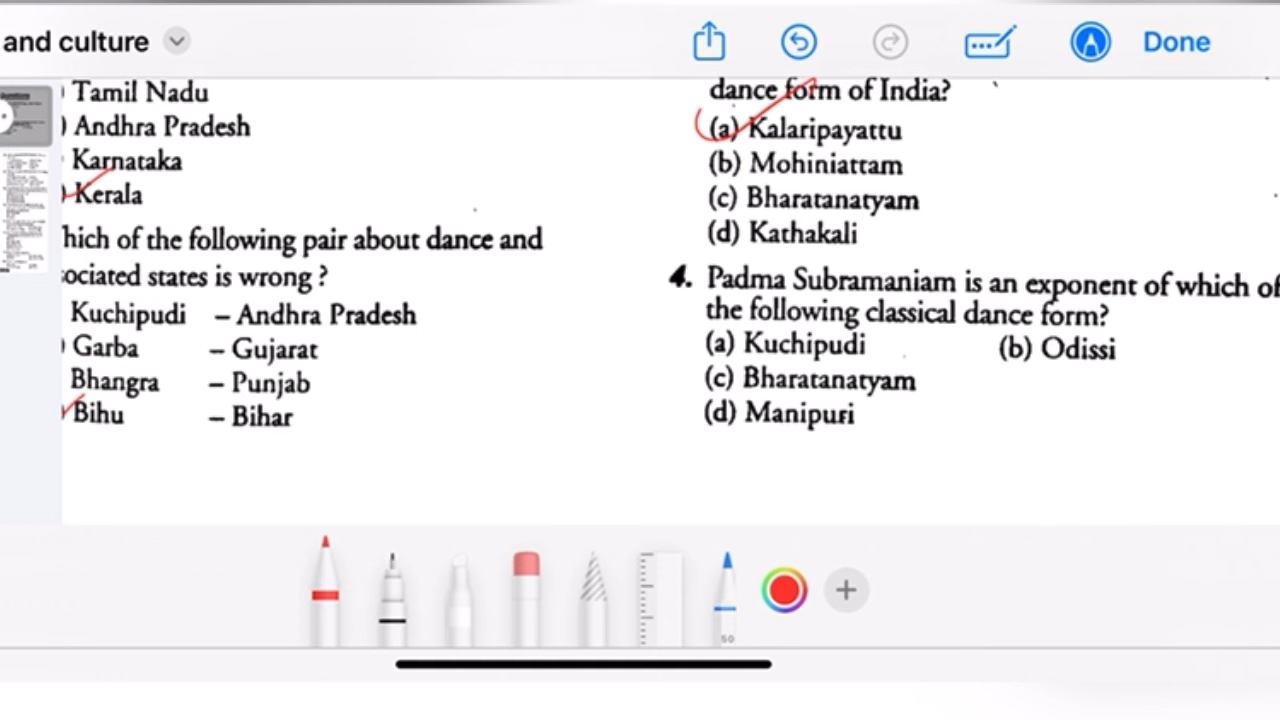 and culture
Done
) Tamil Nadu
) Andhra Pradesh
Karnataka
) Kerala
hich of the following pair about dance and
sociated states is wrong ?
Kuchipudi – Andhra Pradesh
) Garba – Gujarat
Bhangra – Punjab
) Bihu – Bihar
dance form of India?
(a) Kalaripayattu
(b) Mohiniattam
(c) Bharatanatyam
(d) Kathakali
4. Padma Subramaniam is an exponent of which of
the following classical dance form?
(a) Kuchipudi (b) Odissi
(c) Bharatanatyam
(d) Manipuri
50